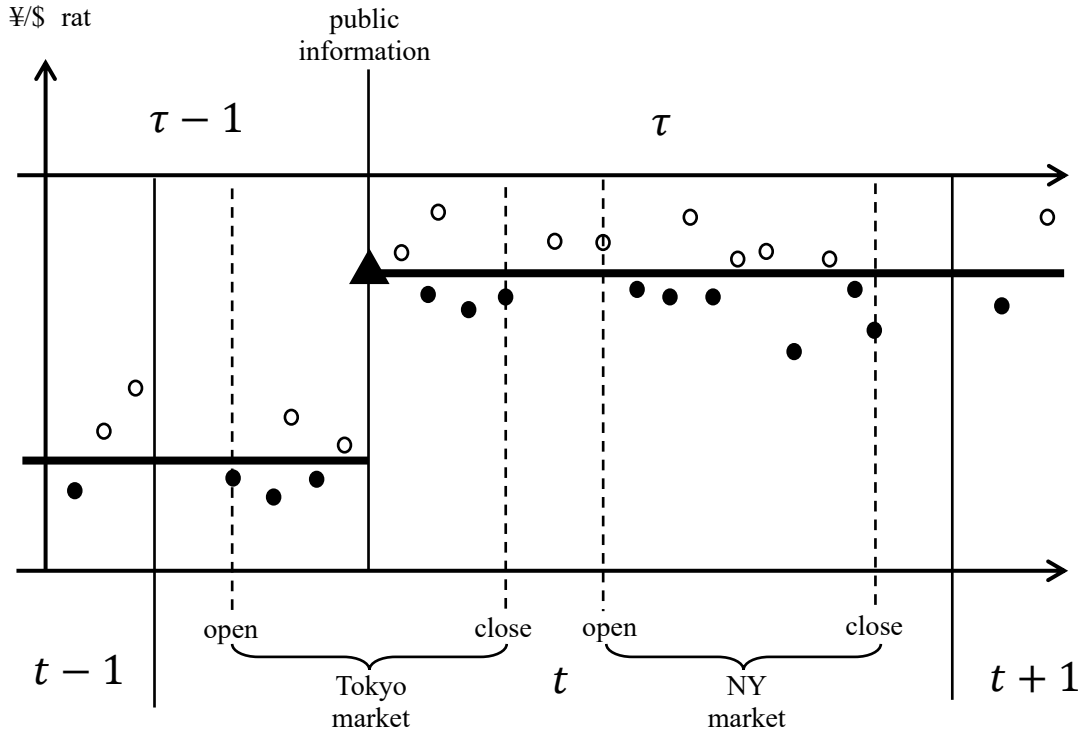 ¥/$ rat
public
information
τ − 1
τ
open
close
open
close
t − 1
Tokyo
market
t
NY
market
t + 1